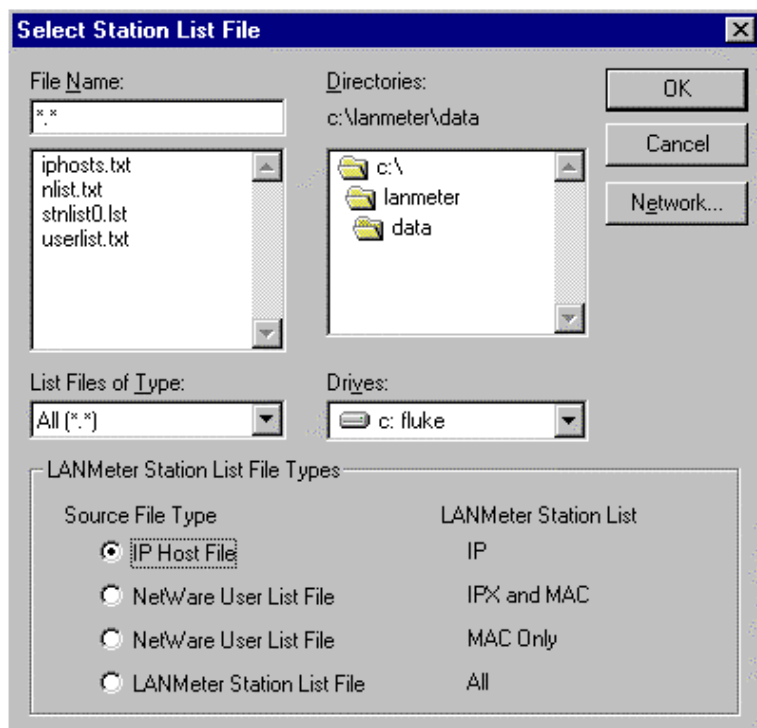 Select Station List File
File Name:
*.*
iphosts.txt
nlist.txt
stnlist0.lst
userlist.txt
List Files of Type:
All (*.*)
Directories:
c:\lanmeter\data
c:\
lanmeter
data
Drives:
c: fluke
OK
Cancel
Network...
LANMeter Station List File Types
Source File Type LANMeter Station List
IP Host File IP
NetWare User List File IPX and MAC
NetWare User List File MAC Only
LANMeter Station List File All